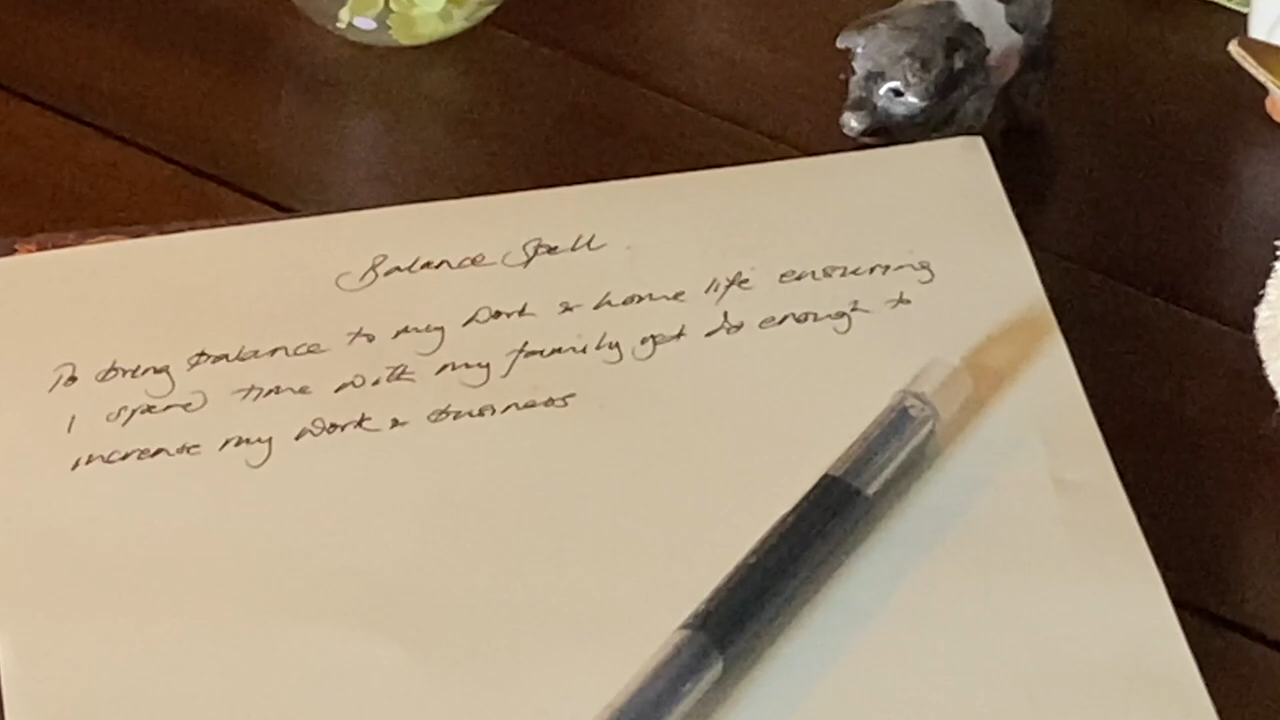 Balance Spell
To bring balance to my work & home life ensuring
I spend time with my family yet do enough to
increase my work & business